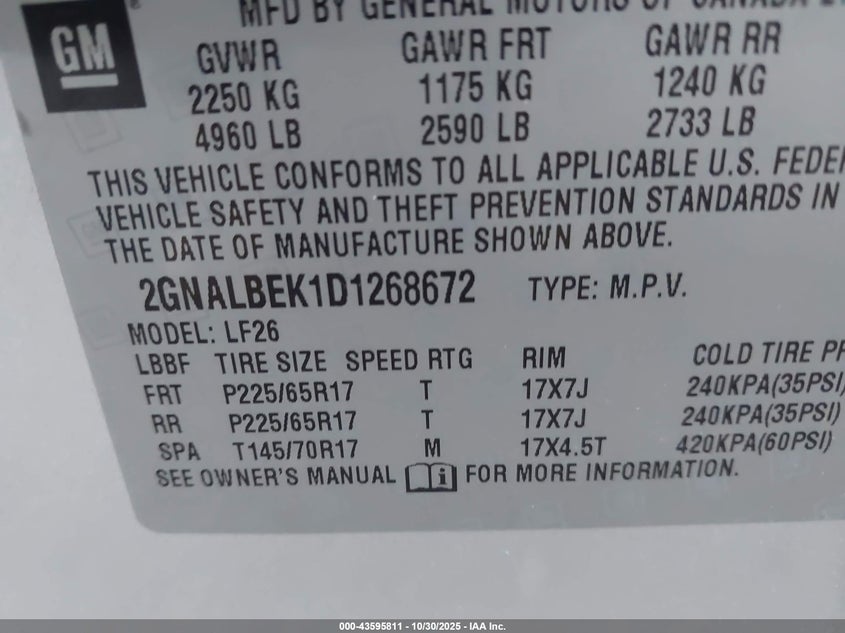 GM
MFD BY GENERAL MOTORS OF CANADA
GVWR GAWR FRT GAWR RR
2250 KG 1175 KG 1240 KG
4960 LB 2590 LB 2733 LB
THIS VEHICLE CONFORMS TO ALL APPLICABLE U.S. FEDER
VEHICLE SAFETY AND THEFT PREVENTION STANDARDS IN
THE DATE OF MANUFACTURE SHOWN ABOVE.
2GNALBEK1D1268672 TYPE: M.P.V.
MODEL: LF26
LBBF TIRE SIZE SPEED RTG RIM COLD TIRE PR
FRT P225/65R17 T 17X7J 240KPA(35PSI)
RR P225/65R17 T 17X7J 240KPA(35PSI)
SPA T145/70R17 M 17X4.5T 420KPA(60PSI)
SEE OWNER'S MANUAL i FOR MORE INFORMATION.
000-43595811 - 10/30/2025 - IAA Inc.